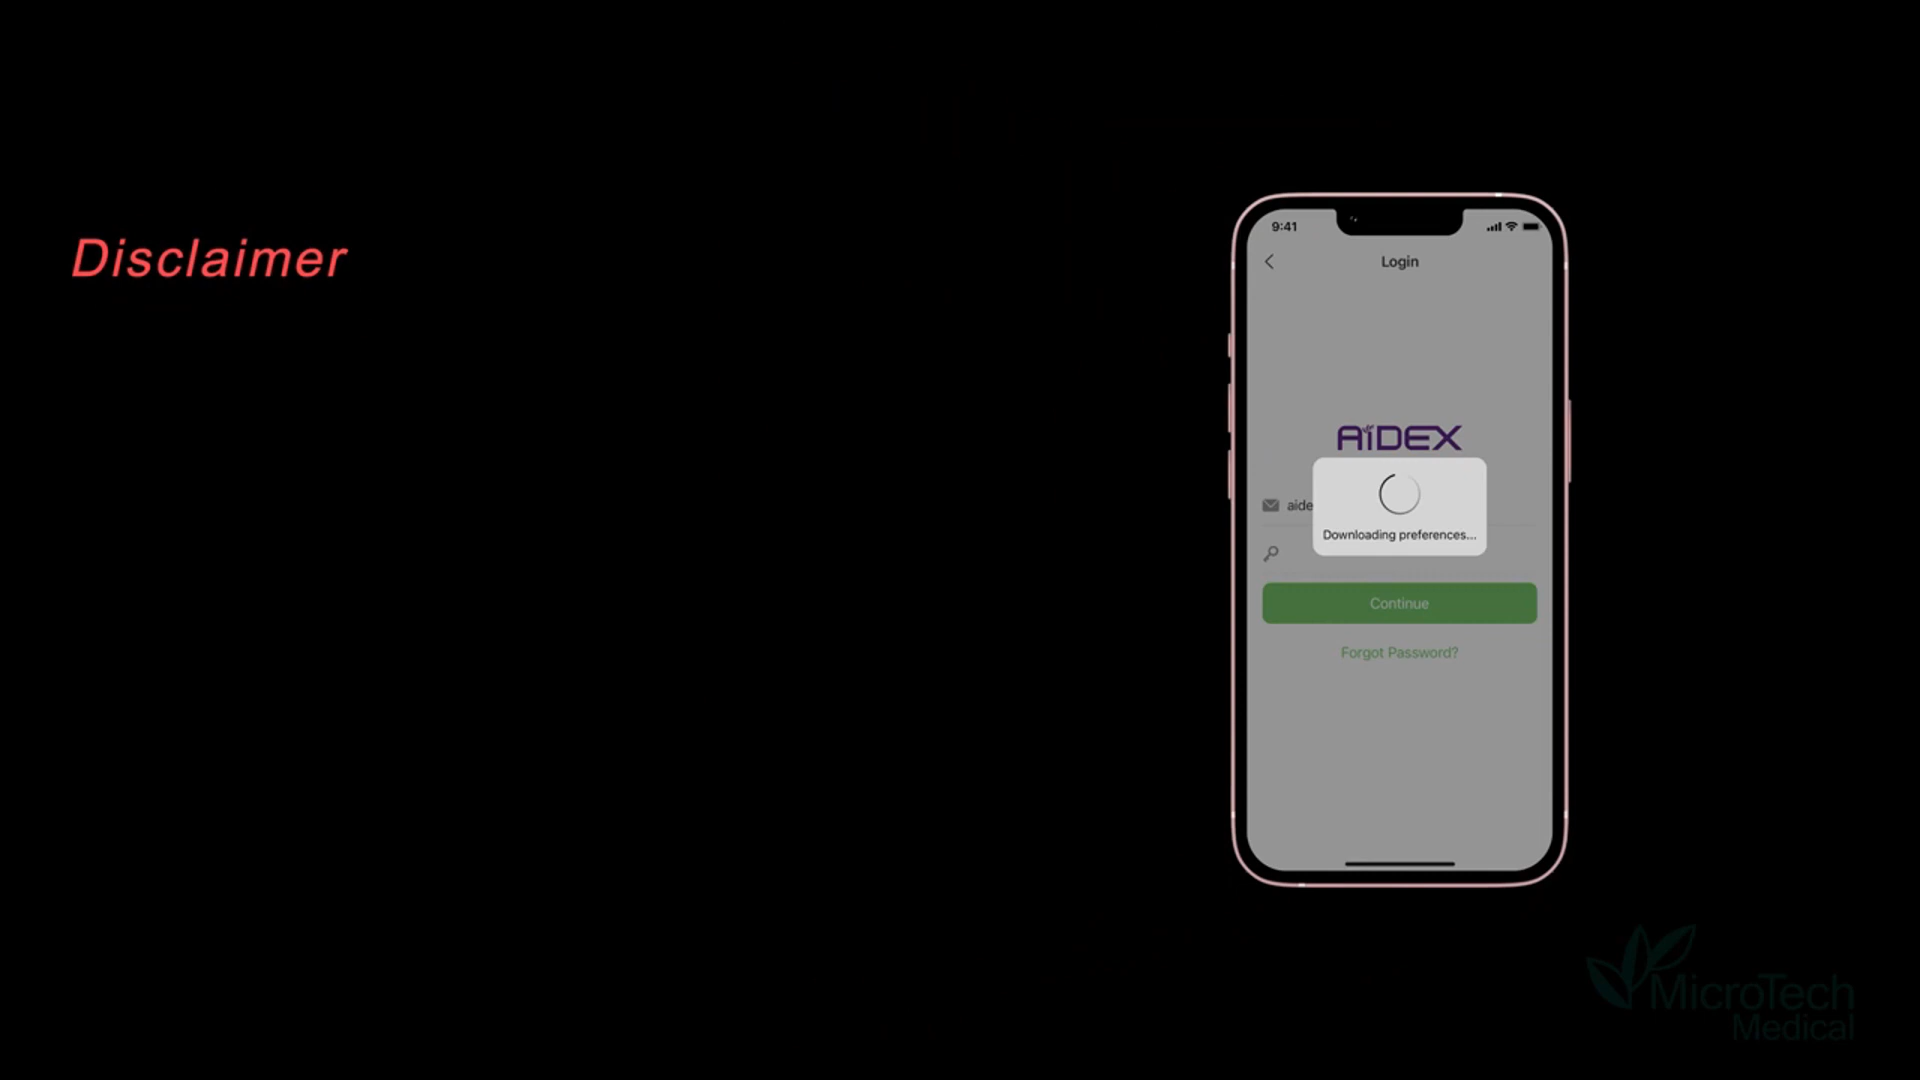 Disclaimer
9:41
Login
AiDEX
aide
Downloading preferences...
Continue
Forgot Password?
MicroTech
Medical